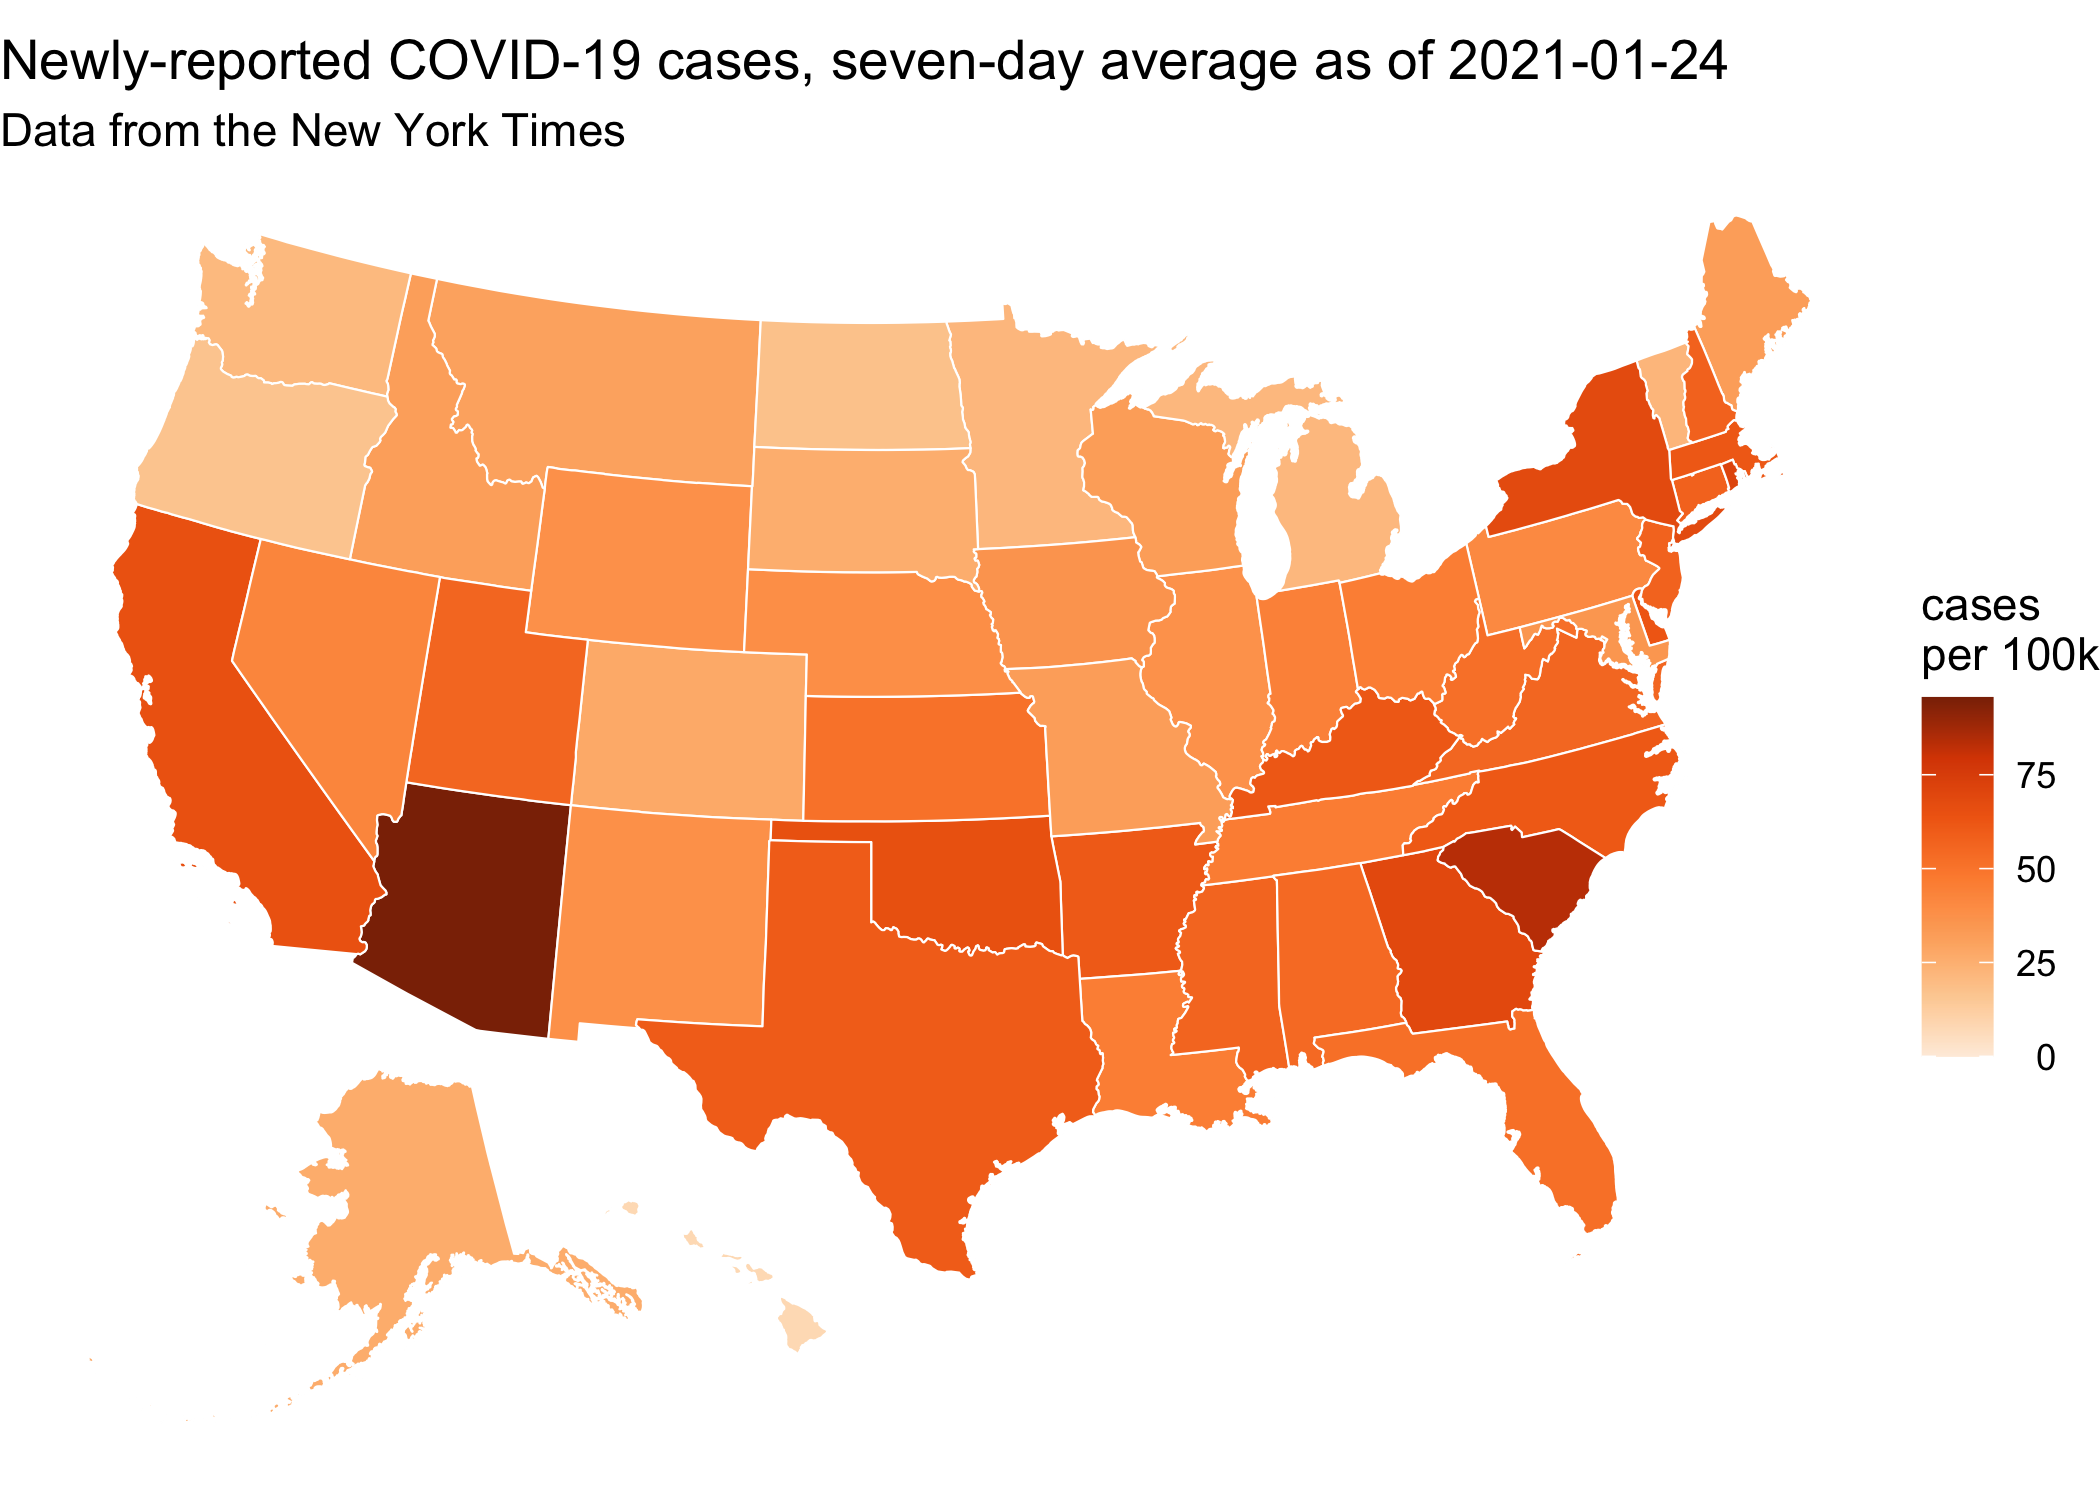 Newly-reported COVID-19 cases, seven-day average as of 2021-01-24
Data from the New York Times
cases
per 100k
75
50
25
0